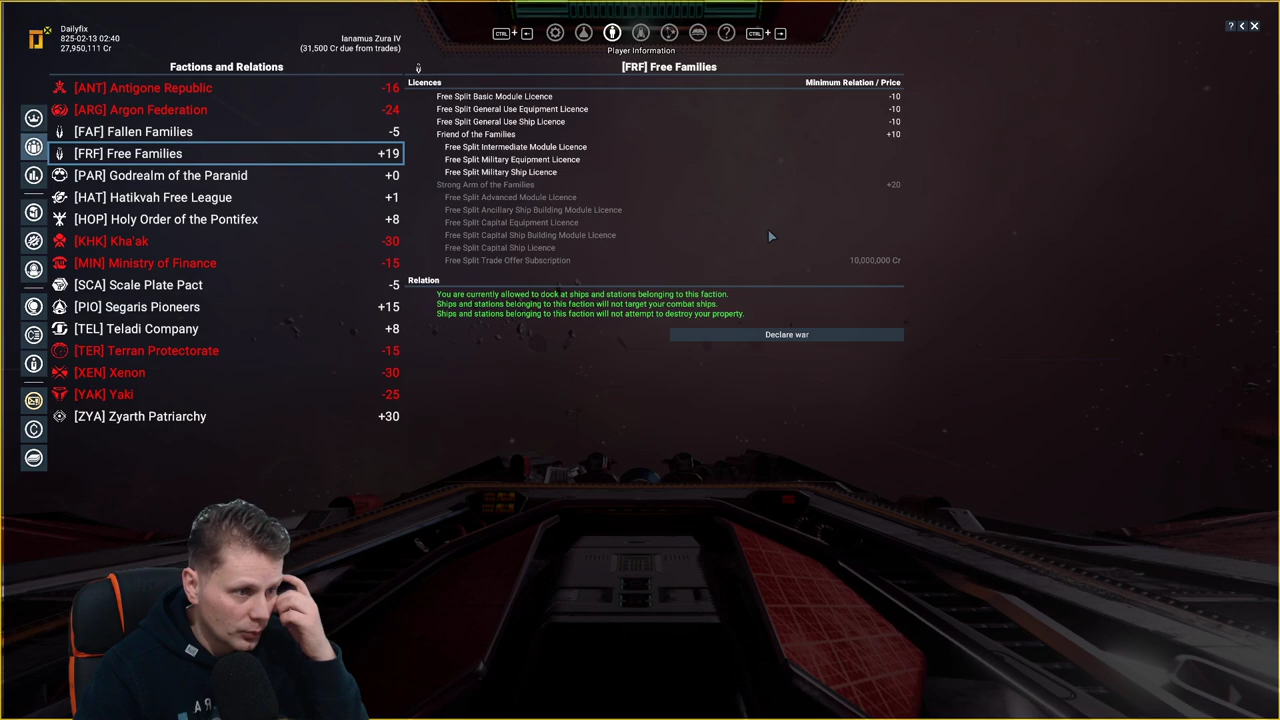 Dailyfix
825-02-13 02:40
27,950,111 Cr
Ianamus Zura IV
(31,500 Cr due from trades)
CTRL + ←
CTRL + →
Player Information
? < X
Factions and Relations
[ANT] Antigone Republic -16
[ARG] Argon Federation -24
[FAF] Fallen Families -5
[FRF] Free Families +19
[PAR] Godrealm of the Paranid +0
[HAT] Hatikvah Free League +1
[HOP] Holy Order of the Pontifex +8
[KHK] Kha'ak -30
[MIN] Ministry of Finance -15
[SCA] Scale Plate Pact -5
[PIO] Segaris Pioneers +15
[TEL] Teladi Company +8
[TER] Terran Protectorate -15
[XEN] Xenon -30
[YAK] Yaki -25
[ZYA] Zyarth Patriarchy +30
[FRF] Free Families
Licences Minimum Relation / Price
Free Split Basic Module Licence -10
Free Split General Use Equipment Licence -10
Free Split General Use Ship Licence -10
Friend of the Families +10
Free Split Intermediate Module Licence
Free Split Military Equipment Licence
Free Split Military Ship Licence
Strong Arm of the Families +20
Free Split Advanced Module Licence
Free Split Ancillary Ship Building Module Licence
Free Split Capital Equipment Licence
Free Split Capital Ship Building Module Licence
Free Split Capital Ship Licence
Free Split Trade Offer Subscription 10,000,000 Cr
Relation
You are currently allowed to dock at ships and stations belonging to this faction.
Ships and stations belonging to this faction will not target your combat ships.
Ships and stations belonging to this faction will not attempt to destroy your property.
Declare war